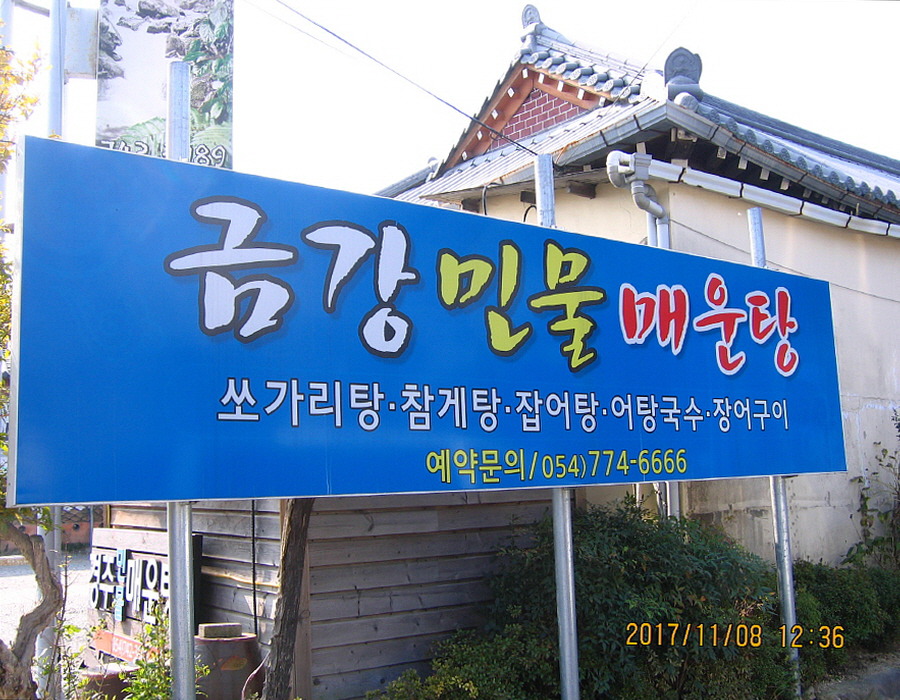 금강 민물 매운탕
쏘가리탕·참게탕·잡어탕·어탕국수·장어구이
예약문의/054)774-6666
2017/11/08 12:36